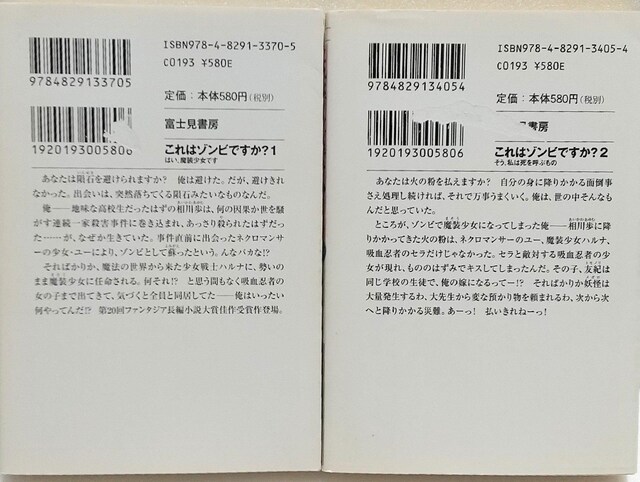 ISBN978-4-8291-3370-5
C0193 ¥580E
9784829133705
定価:本体580円(税別)
富士見書房
1920193005806
これはゾンビですか?1
はい、魔装少女です
あなたは隕石を避けられますか? 俺は避けた。だが、避けきれ
なかった。出会いは、突然落ちてくる隕石みたいなものなんだ。
俺――地味な高校生だったはずの相川歩は、何の因果か世を騒
がす連続一家殺害事件に巻き込まれ、あっさり殺られたはずだっ
た――が、なぜか生きていた。事件直前に出会ったネクロマンサ
ーの少女・ユーにより、ゾンビとして蘇ったという。んなバカな!?
そればかりか、魔法の世界から来た少女戦士ハルナに、勢いの
まま魔装少女に任命される。何ぞれ!? と思う間もなく吸血忍者の
女の子まで出てきて、気づくと全員と同居してた――俺はいったい
何やってんだ!? 第20回ファンタジア長編小説大賞佳作受賞作登場。
ISBN978-4-8291-3405-4
C0193 ¥580E
9784829134054
定価:本体580円(税別)
書房
1920193005806
これはゾンビですか?2
そう、私は死を呼ぶもの
あなたは火の粉を払えますか? 自分の身に降りかかる面倒事
さえ処理し続ければ、それで万事うまくいく。俺は、世の中そんなも
んだと思っていた。
ところが、ゾンビで魔装少女になってしまった俺――相川歩に降
りかかってきた火の粉は、ネクロマンサーのユー、魔装少女ハルナ、
吸血忍者のセラだけじゃなかった。セラと敵対する吸血忍者の少
女が現れ、もののはずみでキスしてしまったんだ。その子、友紀は
同じ学校の生徒で、俺の嫁になるって――!? そればかりか妖怪は
大量発生するわ、大先生から変な預かり物を頼まれるわ、次から次
へと降りかかる災難。あーっ! 払いきれねーっ!